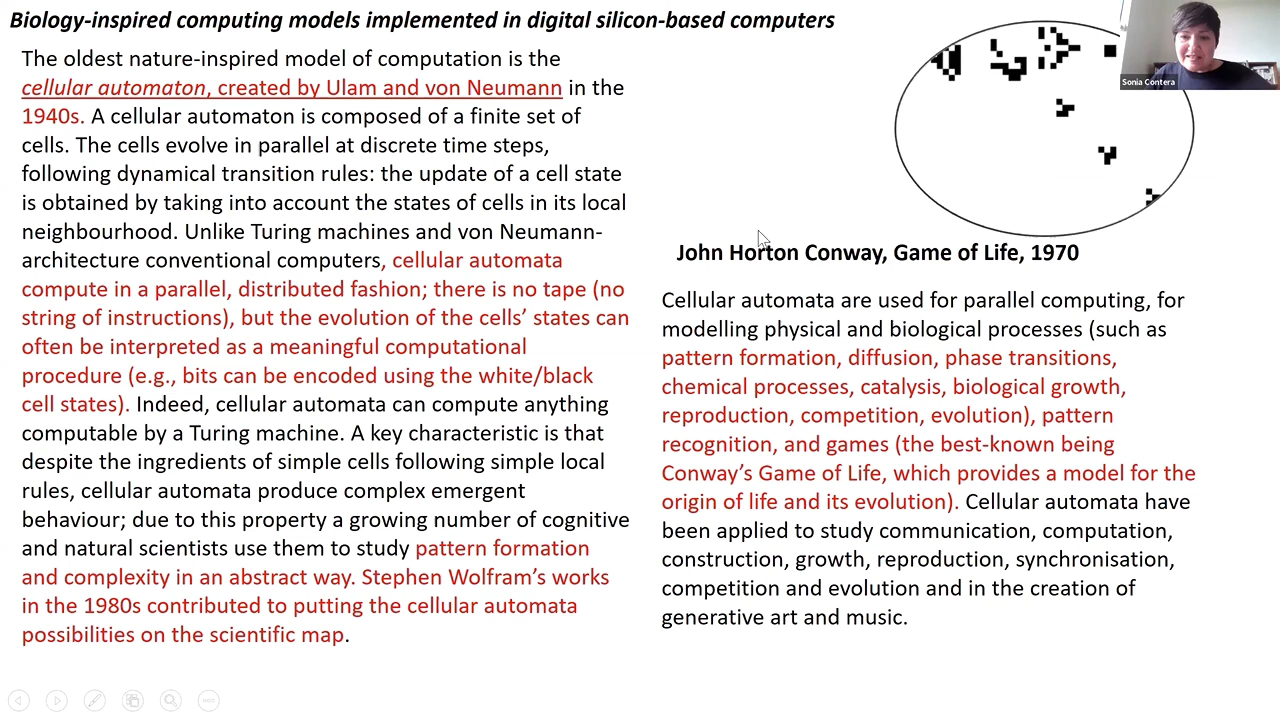 Biology-inspired computing models implemented in digital silicon-based computers
The oldest nature-inspired model of computation is the
cellular automaton, created by Ulam and von Neumann in the
1940s. A cellular automaton is composed of a finite set of
cells. The cells evolve in parallel at discrete time steps,
following dynamical transition rules: the update of a cell state
is obtained by taking into account the states of cells in its local
neighbourhood. Unlike Turing machines and von Neumann-
architecture conventional computers, cellular automata
compute in a parallel, distributed fashion; there is no tape (no
string of instructions), but the evolution of the cells’ states can
often be interpreted as a meaningful computational
procedure (e.g., bits can be encoded using the white/black
cell states). Indeed, cellular automata can compute anything
computable by a Turing machine. A key characteristic is that
despite the ingredients of simple cells following simple local
rules, cellular automata produce complex emergent
behaviour; due to this property a growing number of cognitive
and natural scientists use them to study pattern formation
and complexity in an abstract way. Stephen Wolfram’s works
in the 1980s contributed to putting the cellular automata
possibilities on the scientific map.
Sonia Contera
John Horton Conway, Game of Life, 1970
Cellular automata are used for parallel computing, for
modelling physical and biological processes (such as
pattern formation, diffusion, phase transitions,
chemical processes, catalysis, biological growth,
reproduction, competition, evolution), pattern
recognition, and games (the best-known being
Conway’s Game of Life, which provides a model for the
origin of life and its evolution). Cellular automata have
been applied to study communication, computation,
construction, growth, reproduction, synchronisation,
competition and evolution and in the creation of
generative art and music.